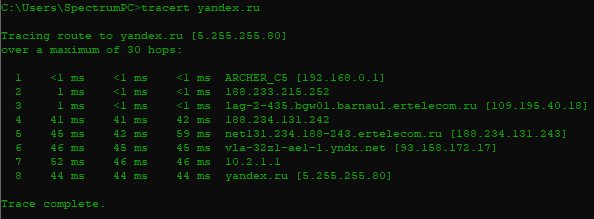 C:\Users\SpectrumPC>tracert yandex.ru
Tracing route to yandex.ru [5.255.255.80]
over a maximum of 30 hops:
1 <1 ms <1 ms <1 ms ARCHER_C5 [192.168.0.1]
2 1 ms <1 ms <1 ms 188.233.215.252
3 1 ms <1 ms <1 ms lag-2-435.bgw01.barnaul.ertelecom.ru [109.195.40.18]
4 41 ms 41 ms 42 ms 188.234.131.242
5 45 ms 42 ms 59 ms net131.234.188-243.ertelecom.ru [188.234.131.243]
6 46 ms 45 ms 45 ms vla-32z1-ae1-1.yndx.net [93.158.172.17]
7 52 ms 46 ms 46 ms 10.2.1.1
8 44 ms 44 ms 44 ms yandex.ru [5.255.255.80]
Trace complete.